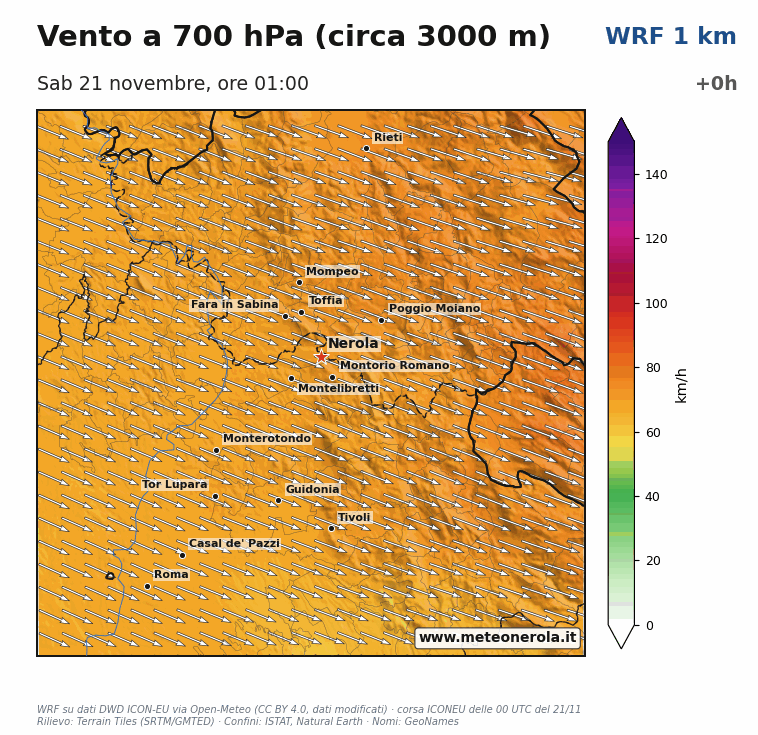 Vento a 700 hPa (circa 3000 m)
WRF 1 km
Sab 21 novembre, ore 01:00
+0h
Rieti
Mompeo
Fara in Sabina
Toffia
Poggio Moiano
Nerola
Montorio Romano
Montelibretti
Monterotondo
Tor Lupara
Guidonia
Tivoli
Casal de' Pazzi
Roma
www.meteonerola.it
140
120
100
80
60
40
20
0
km/h
WRF su dati DWD ICON-EU via Open-Meteo (CC BY 4.0, dati modificati) · corsa ICONEU delle 00 UTC del 21/11
Rilievo: Terrain Tiles (SRTM/GMTED) · Confini: ISTAT, Natural Earth · Nomi: GeoNames